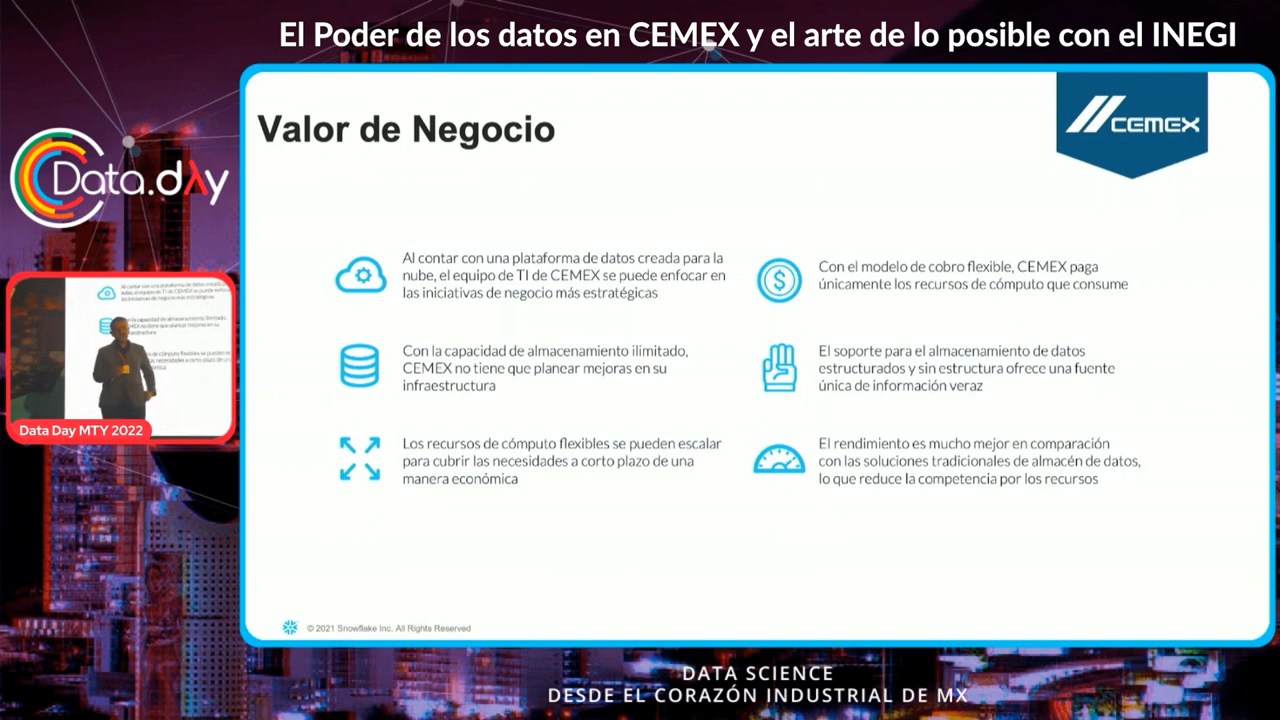 El Poder de los datos en CEMEX y el arte de lo posible con el INEGI
Data.day
Valor de Negocio
CEMEX
Al contar con una plataforma de datos creada para la
nube, el equipo de TI de CEMEX se puede enfocar en
las iniciativas de negocio más estratégicas
Con la capacidad de almacenamiento ilimitado,
CEMEX no tiene que planear mejoras en su
infraestructura
Los recursos de cómputo flexibles se pueden escalar
para cubrir las necesidades a corto plazo de una
manera económica
Con el modelo de cobro flexible, CEMEX paga
únicamente los recursos de cómputo que consume
El soporte para el almacenamiento de datos
estructurados y sin estructura ofrece una fuente
única de información veraz
El rendimiento es mucho mejor en comparación
con las soluciones tradicionales de almacén de datos,
lo que reduce la competencia por los recursos
© 2021 Snowflake Inc. All Rights Reserved
Data Day MTY 2022
DATA SCIENCE
DESDE EL CORAZÓN INDUSTRIAL DE MX